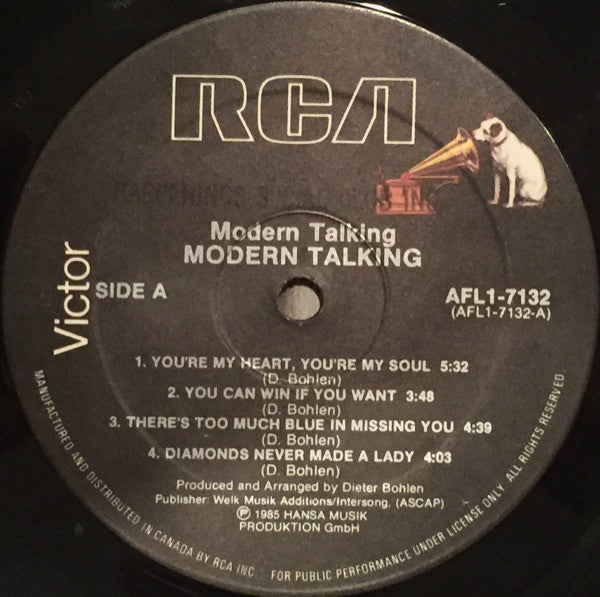 RCA
Modern Talking
MODERN TALKING
Victor
SIDE A
AFL1-7132
(AFL1-7132-A)
1. YOU'RE MY HEART, YOU'RE MY SOUL 5:32
(D. Bohlen)
2. YOU CAN WIN IF YOU WANT 3:48
(D. Bohlen)
3. THERE'S TOO MUCH BLUE IN MISSING YOU 4:39
(D. Bohlen)
4. DIAMONDS NEVER MADE A LADY 4:03
(D. Bohlen)
Produced and Arranged by Dieter Bohlen
Publisher: Welk Musik Additions/Intersong, (ASCAP)
℗ 1985 HANSA MUSIK
PRODUKTION GmbH
MANUFACTURED AND DISTRIBUTED IN CANADA BY RCA INC FOR PUBLIC PERFORMANCE UNDER LICENSE ONLY ALL RIGHTS RESERVED